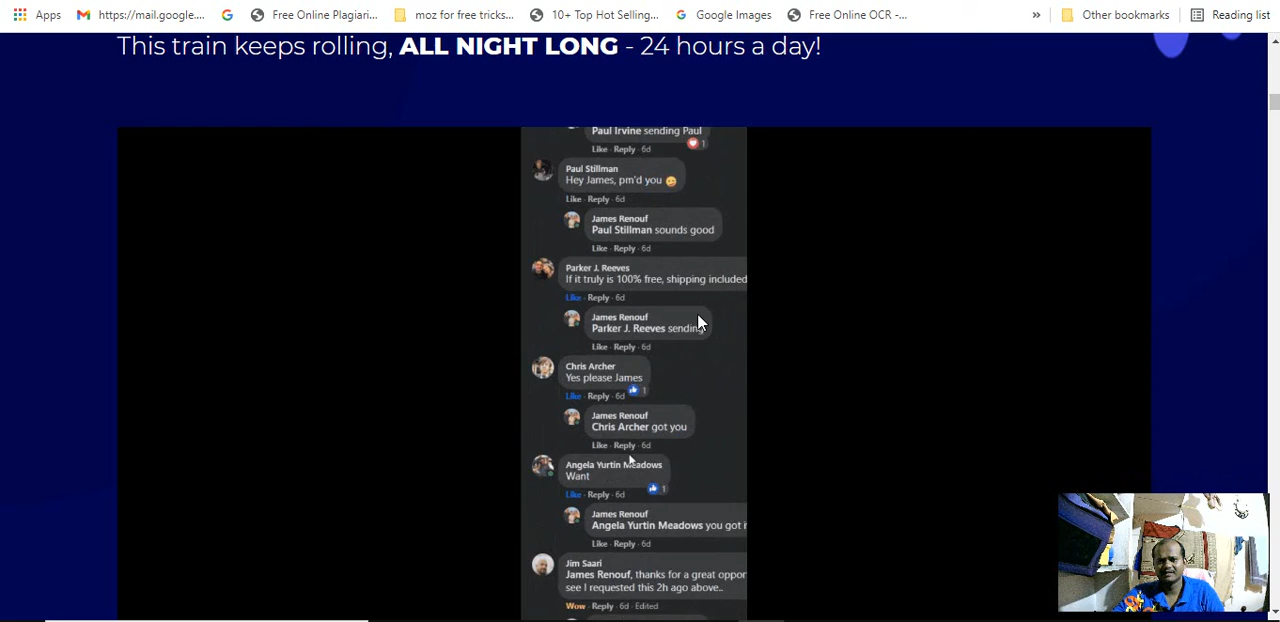 Apps
https://mail.google....
Free Online Plagiari...
moz for free tricks...
10+ Top Hot Selling...
Google Images
Free Online OCR -...
»
Other bookmarks
Reading list
This train keeps rolling, ALL NIGHT LONG - 24 hours a day!
Paul Irvine sending Paul
Like · Reply · 6d
1
Paul Stillman
Hey James, pm'd you
Like · Reply · 6d
James Renouf
Paul Stillman sounds good
Like · Reply · 6d
Parker J. Reeves
If it truly is 100% free, shipping included
Like · Reply · 6d
James Renouf
Parker J. Reeves sending
Like · Reply · 6d
Chris Archer
Yes please James
1
Like · Reply · 6d
James Renouf
Chris Archer got you
Like · Reply · 6d
Angela Yurtin Meadows
Want
1
Like · Reply · 6d
James Renouf
Angela Yurtin Meadows you got
Like · Reply · 6d
Jim Saari
James Renouf, thanks for a great oppor
see I requested this 2h ago above..
Wow · Reply · 6d · Edited